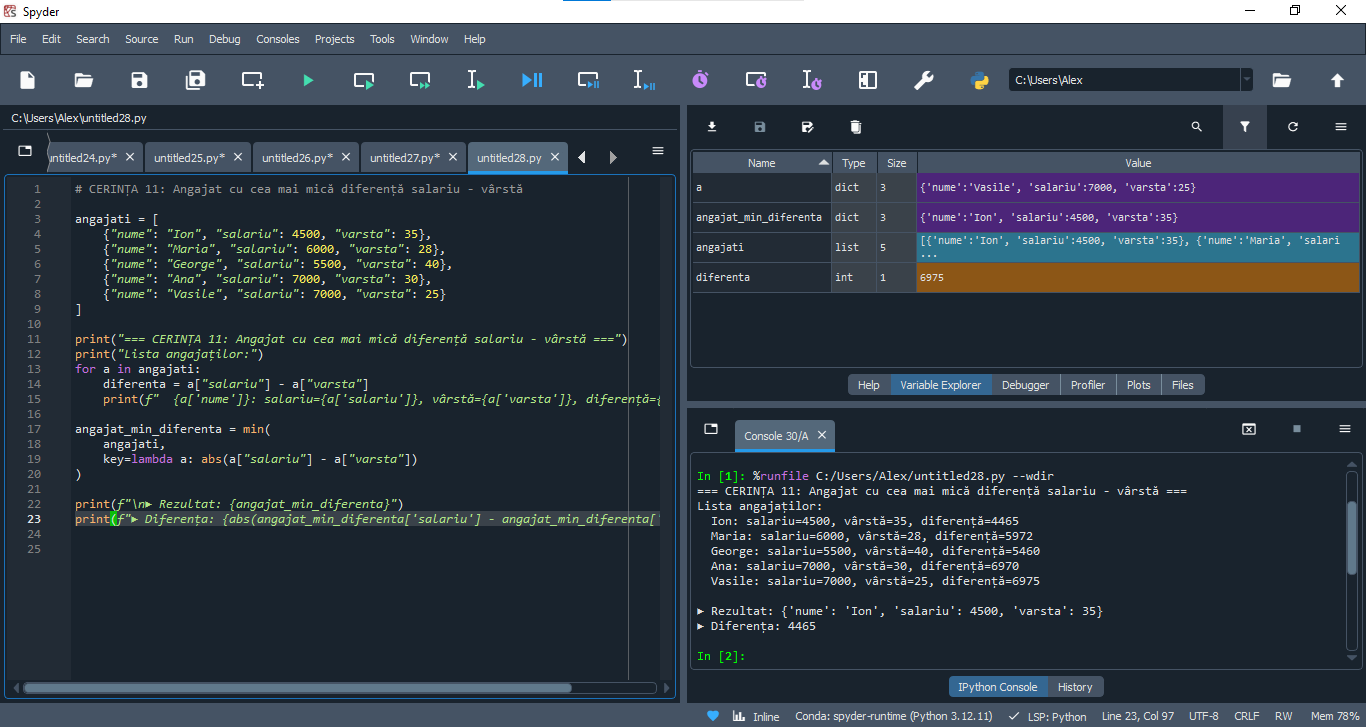 Spyder
File Edit Search Source Run Debug Consoles Projects Tools Window Help
C:\Users\Alex
C:\Users\Alex\untitled28.py
untitled24.py* untitled25.py* untitled26.py* untitled27.py* untitled28.py
1 # CERINȚA 11: Angajat cu cea mai mică diferență salariu - vârstă
2
3 angajati = [
4 {"nume": "Ion", "salariu": 4500, "varsta": 35},
5 {"nume": "Maria", "salariu": 6000, "varsta": 28},
6 {"nume": "George", "salariu": 5500, "varsta": 40},
7 {"nume": "Ana", "salariu": 7000, "varsta": 30},
8 {"nume": "Vasile", "salariu": 7000, "varsta": 25}
9 ]
10
11 print("=== CERINȚA 11: Angajat cu cea mai mică diferență salariu - vârstă ===")
12 print("Lista angajaților:")
13 for a in angajati:
14 diferenta = a["salariu"] - a["varsta"]
15 print(f"  {a['nume']}: salariu={a['salariu']}, vârstă={a['varsta']}, diferență={
16
17 angajat_min_diferenta = min(
18 angajati,
19 key=lambda a: abs(a["salariu"] - a["varsta"])
20 )
21
22 print(f"\n► Rezultat: {angajat_min_diferenta}")
23 print(f"► Diferența: {abs(angajat_min_diferenta['salariu'] - angajat_min_diferenta['
24
25
Name Type Size Value
a dict 3 {'nume':'Vasile', 'salariu':7000, 'varsta':25}
angajat_min_diferenta dict 3 {'nume':'Ion', 'salariu':4500, 'varsta':35}
angajati list 5 [{'nume':'Ion', 'salariu':4500, 'varsta':35}, {'nume':'Maria', 'salari
...
diferenta int 1 6975
Help Variable Explorer Debugger Profiler Plots Files
Console 30/A
In [1]: %runfile C:/Users/Alex/untitled28.py --wdir
=== CERINȚA 11: Angajat cu cea mai mică diferență salariu - vârstă ===
Lista angajaților:
Ion: salariu=4500, vârstă=35, diferență=4465
Maria: salariu=6000, vârstă=28, diferență=5972
George: salariu=5500, vârstă=40, diferență=5460
Ana: salariu=7000, vârstă=30, diferență=6970
Vasile: salariu=7000, vârstă=25, diferență=6975
► Rezultat: {'nume': 'Ion', 'salariu': 4500, 'varsta': 35}
► Diferența: 4465
In [2]:
IPython Console History
Inline Conda: spyder-runtime (Python 3.12.11) LSP: Python Line 23, Col 97 UTF-8 CRLF RW Mem 78%